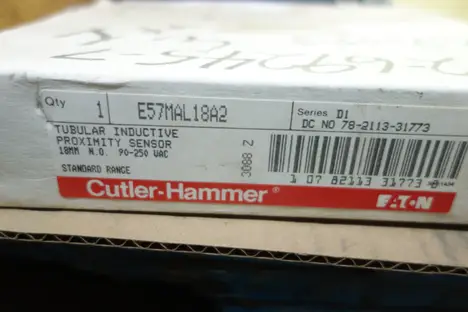 Qty 1 E57MAL18A2 Series D1
DC NO 78-2113-31773
TUBULAR INDUCTIVE
PROXIMITY SENSOR
18MM N.O. 90-250 VAC
STANDARD RANGE
3088 Z
1 07 82113 31773
Cutler-Hammer®
EATON